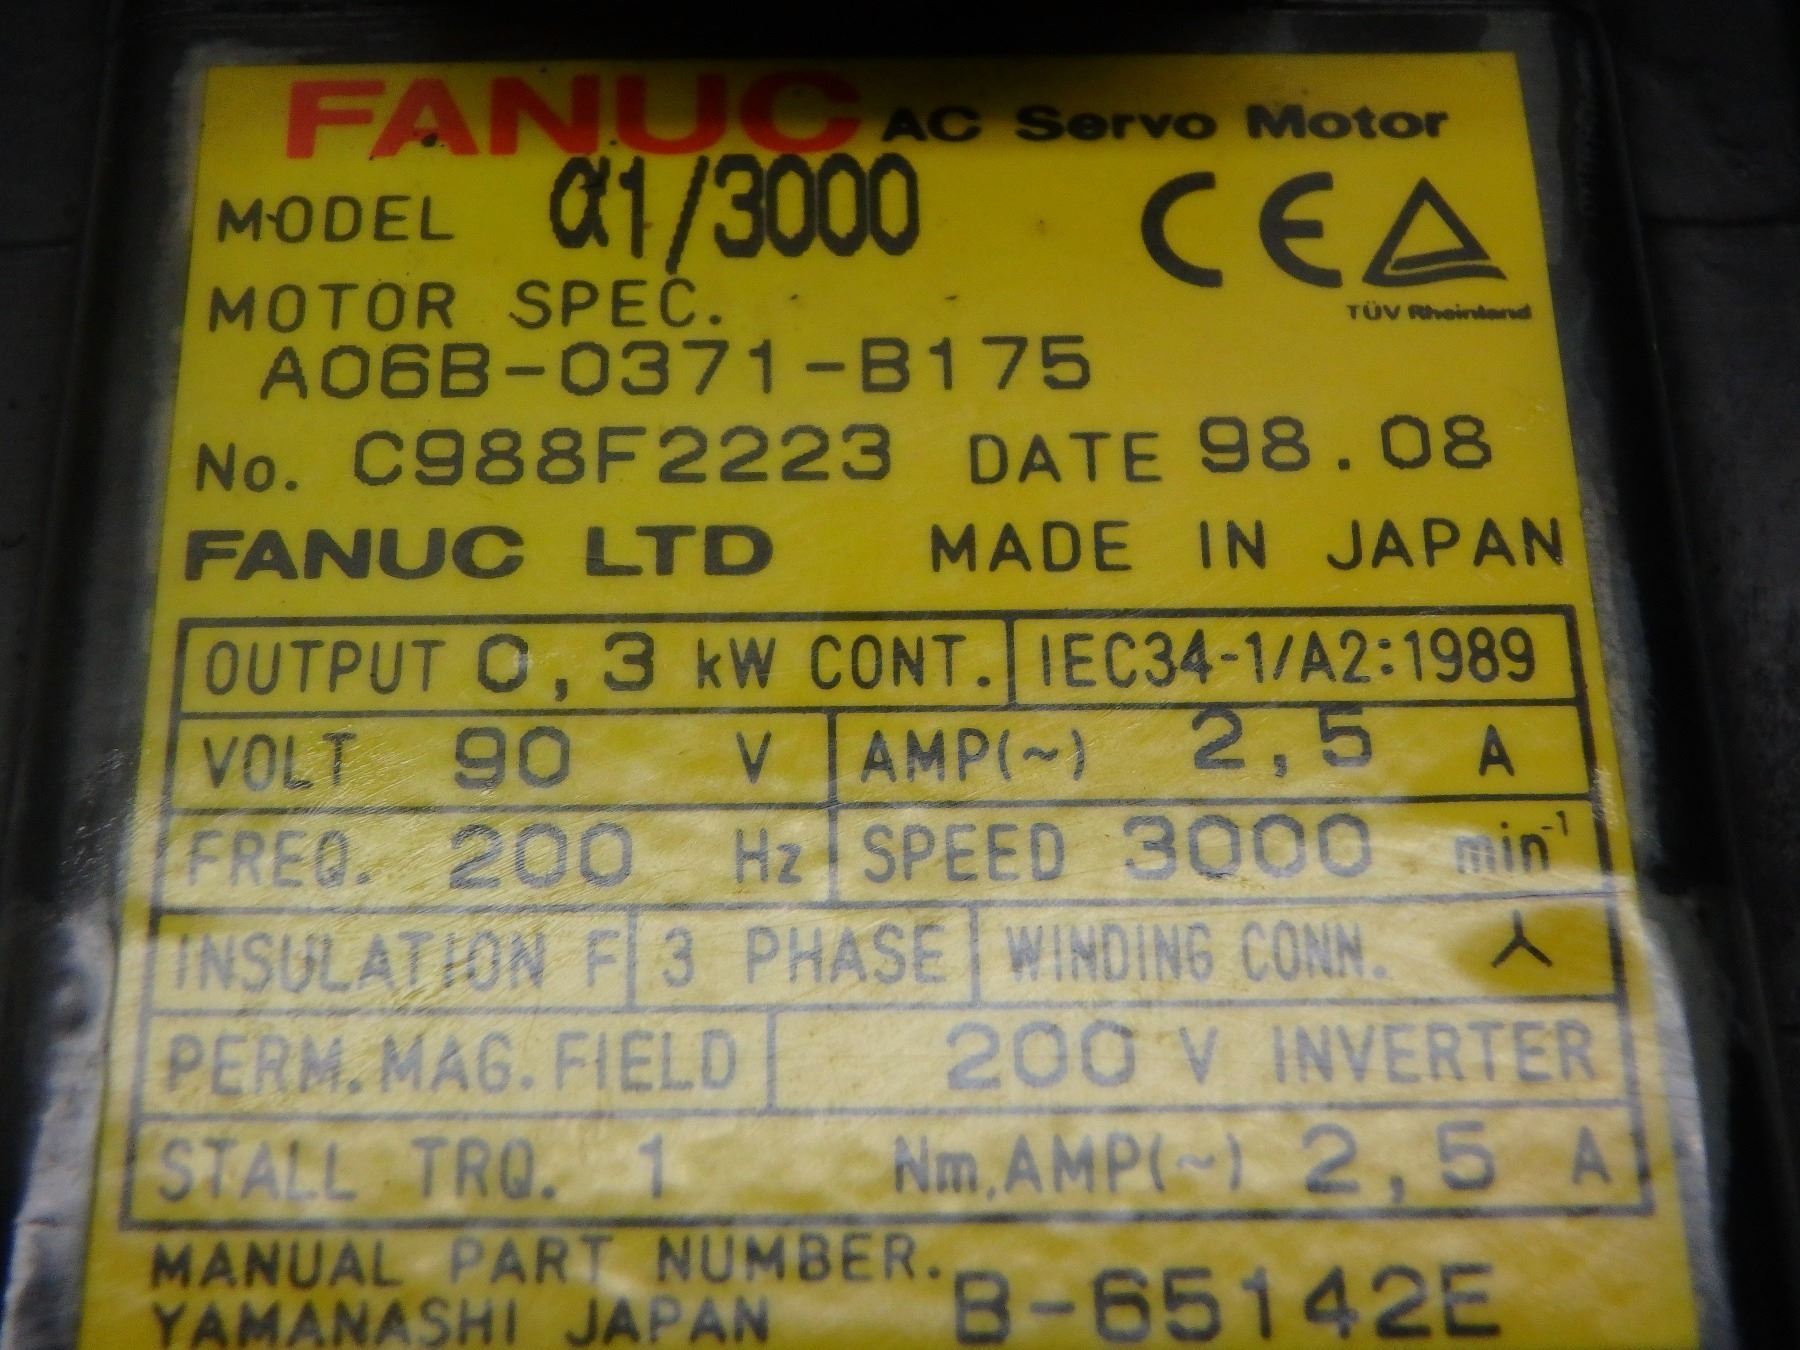 FANUC AC Servo Motor
MODEL α1/3000
CE
TÜV Rheinland
MOTOR SPEC.
A06B-0371-B175
No. C988F2223 DATE 98.08
FANUC LTD MADE IN JAPAN
OUTPUT 0,3 kW CONT. IEC34-1/A2:1989
VOLT 90 V AMP(~) 2,5 A
FREQ. 200 Hz SPEED 3000 min⁻¹
INSULATION F 3 PHASE WINDING CONN.
PERM. MAG. FIELD 200 V INVERTER
STALL TRQ. 1 Nm, AMP(~) 2,5 A
MANUAL PART NUMBER. B-65142E
YAMANASHI JAPAN